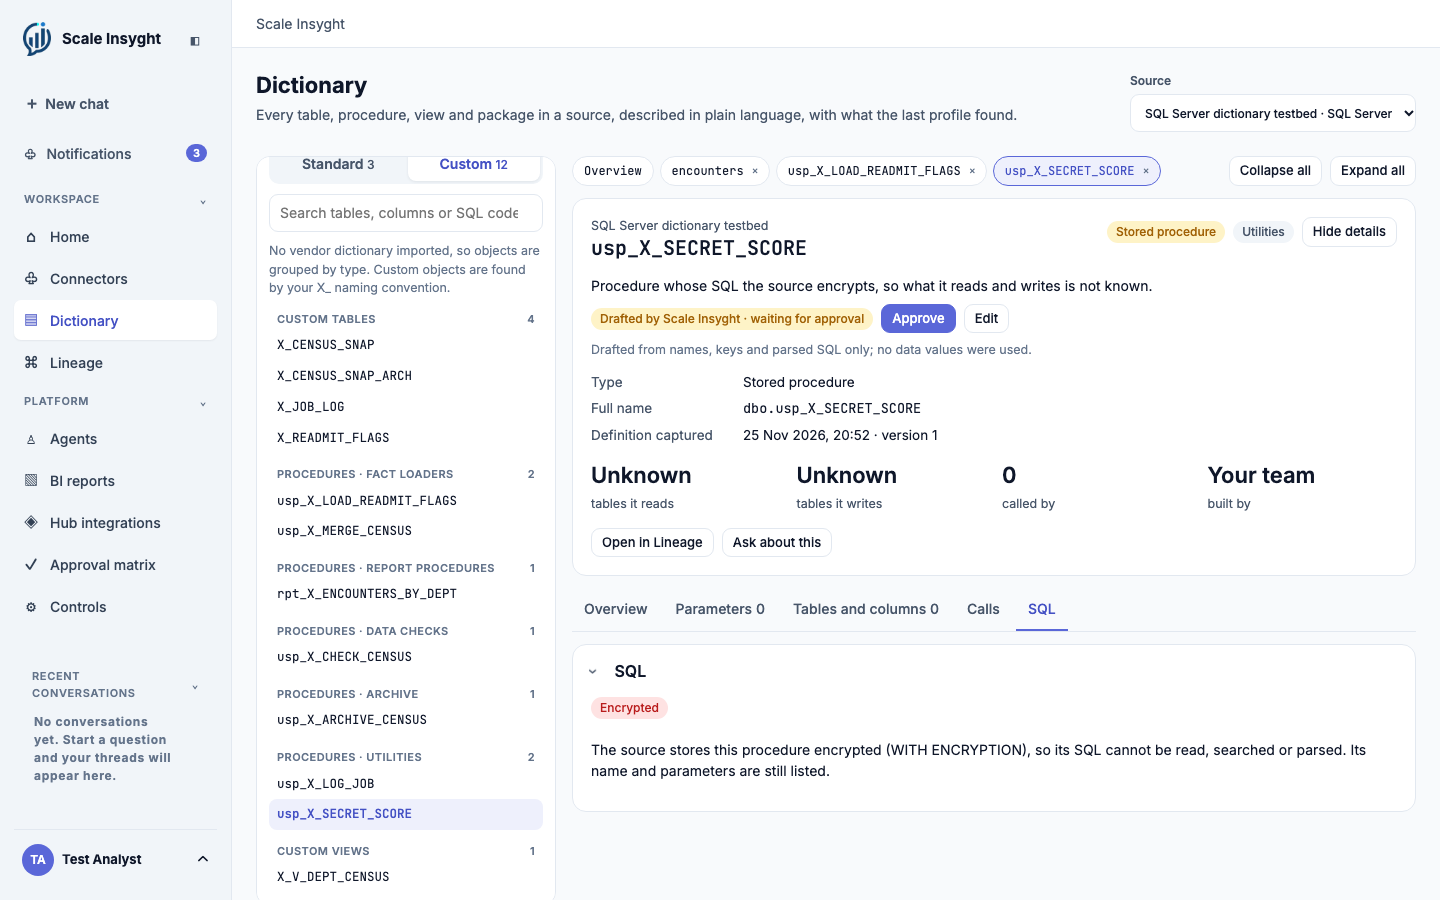 Scale Insyght
+ New chat
Notifications 3
WORKSPACE
Home
Connectors
Dictionary
Lineage
PLATFORM
Agents
BI reports
Hub integrations
Approval matrix
Controls
RECENT
CONVERSATIONS
No conversations
yet. Start a question
and your threads will
appear here.
TA Test Analyst
Scale Insyght
Dictionary
Every table, procedure, view and package in a source, described in plain language, with what the last profile found.
Source
SQL Server dictionary testbed · SQL Server
Standard 3 Custom 12
Search tables, columns or SQL code
No vendor dictionary imported, so objects are
grouped by type. Custom objects are found
by your X_ naming convention.
CUSTOM TABLES 4
X_CENSUS_SNAP
X_CENSUS_SNAP_ARCH
X_JOB_LOG
X_READMIT_FLAGS
PROCEDURES · FACT LOADERS 2
usp_X_LOAD_READMIT_FLAGS
usp_X_MERGE_CENSUS
PROCEDURES · REPORT PROCEDURES 1
rpt_X_ENCOUNTERS_BY_DEPT
PROCEDURES · DATA CHECKS 1
usp_X_CHECK_CENSUS
PROCEDURES · ARCHIVE 1
usp_X_ARCHIVE_CENSUS
PROCEDURES · UTILITIES 2
usp_X_LOG_JOB
usp_X_SECRET_SCORE
CUSTOM VIEWS 1
X_V_DEPT_CENSUS
Overview encounters × usp_X_LOAD_READMIT_FLAGS × usp_X_SECRET_SCORE × Collapse all Expand all
SQL Server dictionary testbed
usp_X_SECRET_SCORE
Stored procedure Utilities Hide details
Procedure whose SQL the source encrypts, so what it reads and writes is not known.
Drafted by Scale Insyght · waiting for approval Approve Edit
Drafted from names, keys and parsed SQL only; no data values were used.
Type Stored procedure
Full name dbo.usp_X_SECRET_SCORE
Definition captured 25 Nov 2026, 20:52 · version 1
Unknown Unknown 0 Your team
tables it reads tables it writes called by built by
Open in Lineage Ask about this
Overview Parameters 0 Tables and columns 0 Calls SQL
SQL
Encrypted
The source stores this procedure encrypted (WITH ENCRYPTION), so its SQL cannot be read, searched or parsed. Its
name and parameters are still listed.